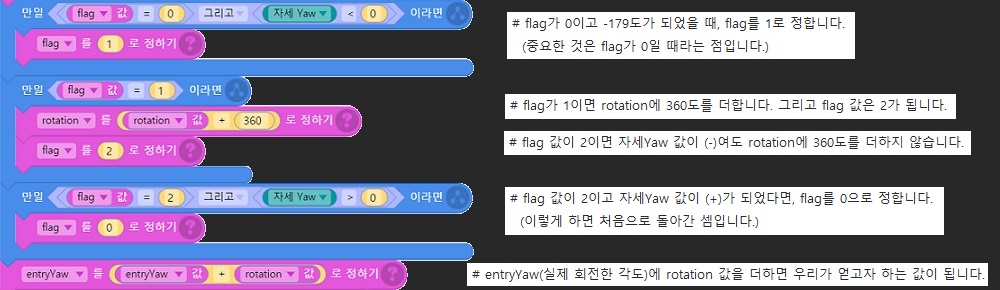 만일 flag 값 = 0 그리고 자세 Yaw < 0 이라면
# flag가 0이고 -179도가 되었을 때, flag를 1로 정합니다.
flag 를 1 로 정하기 ?
(중요한 것은 flag가 0일 때라는 점입니다.)
만일 flag 값 = 1 이라면
# flag가 1이면 rotation에 360도를 더합니다. 그리고 flag 값은 2가 됩니다.
rotation 를 rotation 값 + 360 로 정하기 ?
# flag 값이 2이면 자세Yaw 값이 (-)여도 rotation에 360도를 더하지 않습니다.
flag 를 2 로 정하기 ?
만일 flag 값 = 2 그리고 자세 Yaw > 0 이라면
# flag 값이 2이고 자세Yaw 값이 (+)가 되었다면, flag를 0으로 정합니다.
flag 를 0 로 정하기 ?
(이렇게 하면 처음으로 돌아간 셈입니다.)
entryYaw 를 entryYaw 값 + rotation 값 로 정하기 ?
# entryYaw(실제 회전한 각도)에 rotation 값을 더하면 우리가 얻고자 하는 값이 됩니다.